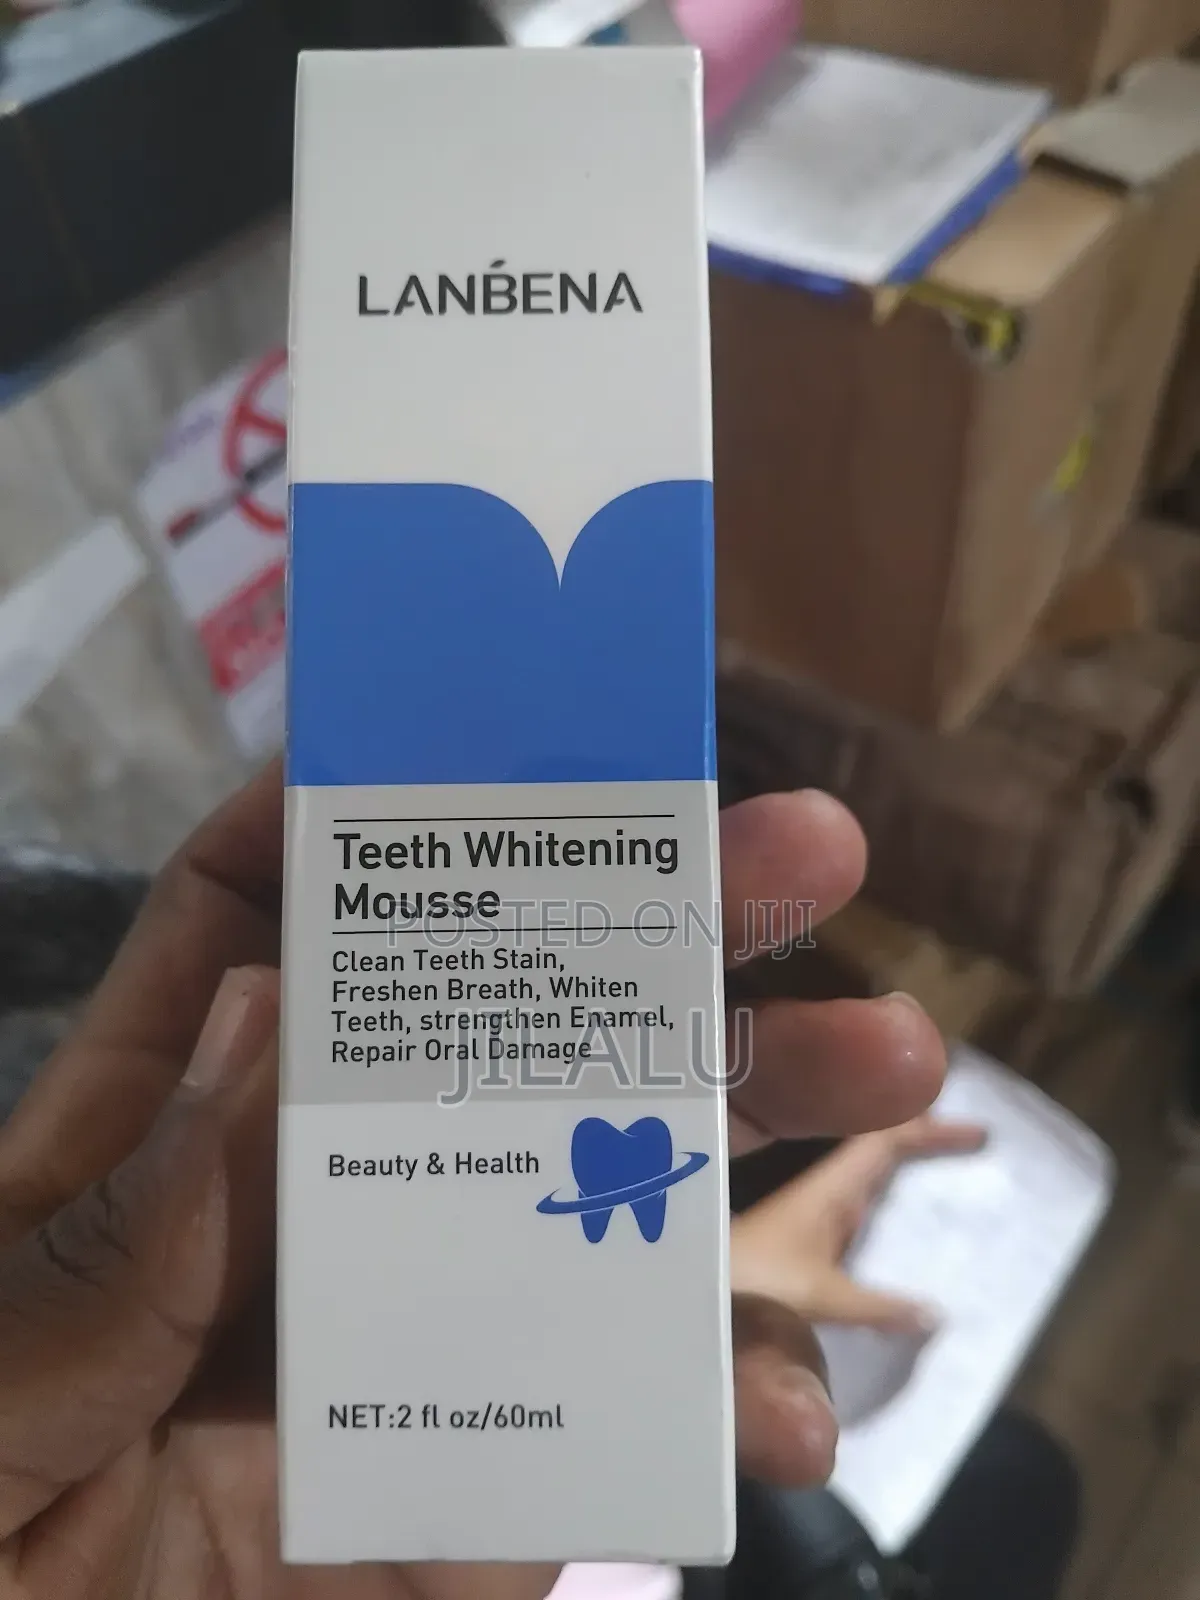 LANBENA
Teeth Whitening
Mousse
POSTED ON JIJI
Clean Teeth Stain,
Freshen Breath, Whiten
Teeth, strengthen Enamel,
Repair Oral Damage
JILALU
Beauty & Health
NET:2 fl oz/60ml